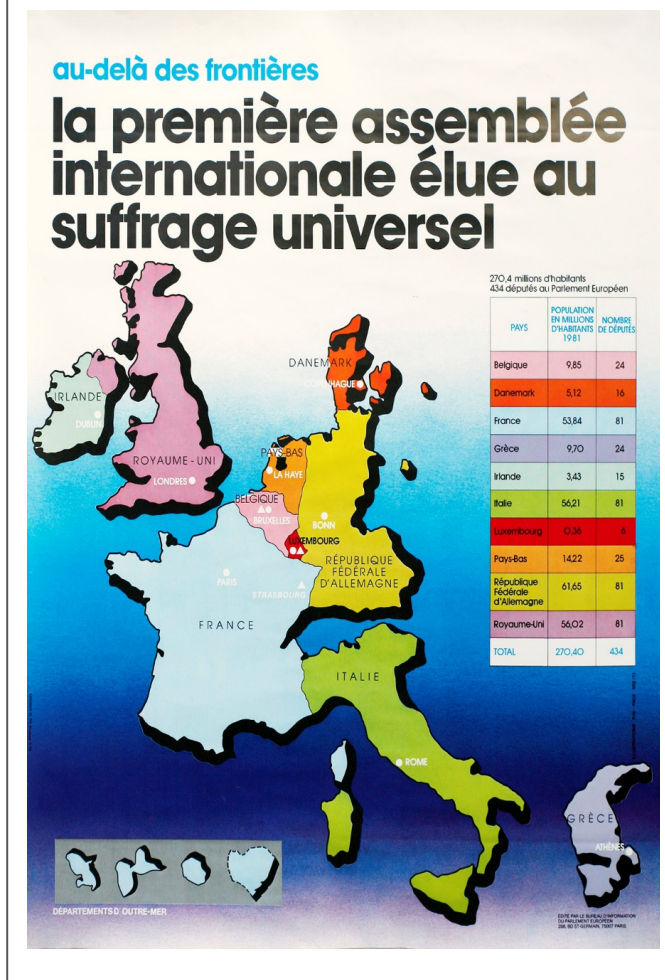 au-delà des frontières
la première assemblée
internationale élue au
suffrage universel
270,4 millions d'habitants
434 députés au Parlement Européen
PAYS POPULATION EN MILLIONS D'HABITANTS 1981 NOMBRE DE DÉPUTÉS
Belgique 9,85 24
Danemark 5,12 16
France 53,84 81
Grèce 9,70 24
Irlande 3,43 15
Italie 56,21 81
Luxembourg 0,36 6
Pays-Bas 14,22 25
République Fédérale d'Allemagne 61,65 81
Royaume-Uni 56,02 81
TOTAL 270,40 434
DANEMARK
COPENHAGUE
IRLANDE
DUBLIN
ROYAUME-UNI
LONDRES
PAYS-BAS
LA HAYE
BELGIQUE
BRUXELLES
BONN
LUXEMBOURG
RÉPUBLIQUE
FÉDÉRALE
D'ALLEMAGNE
PARIS
STRASBOURG
FRANCE
ITALIE
ROME
GRÈCE
ATHÈNES
DÉPARTEMENTS D'OUTRE-MER
EDITÉ PAR LE BUREAU D'INFORMATION
DU PARLEMENT EUROPÉEN
288, BD ST-GERMAIN, 75007 PARIS